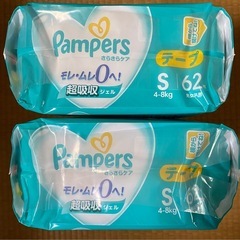 Pampers
さらさらケア
テープ
モレ・ムレ0へ!
超吸収ジェル
S 62
4-8kg
Pampers
さらさらケア
テープ
モレ・ムレ0へ!
超吸収ジェル
S
4-8kg